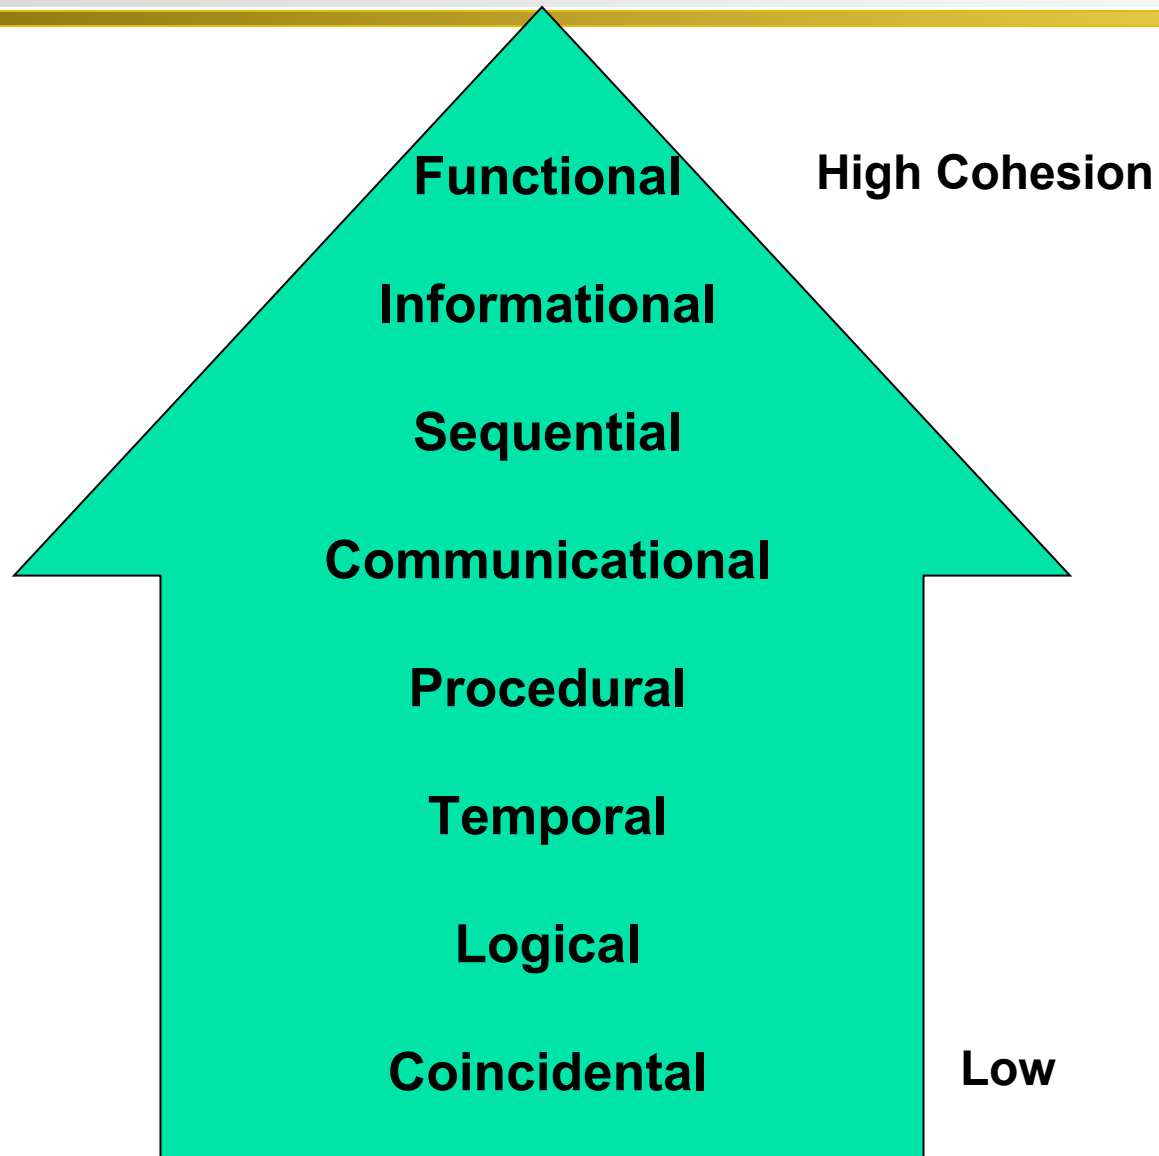 Functional
High Cohesion
Informational
Sequential
Communicational
Procedural
Temporal
Logical
Coincidental
Low